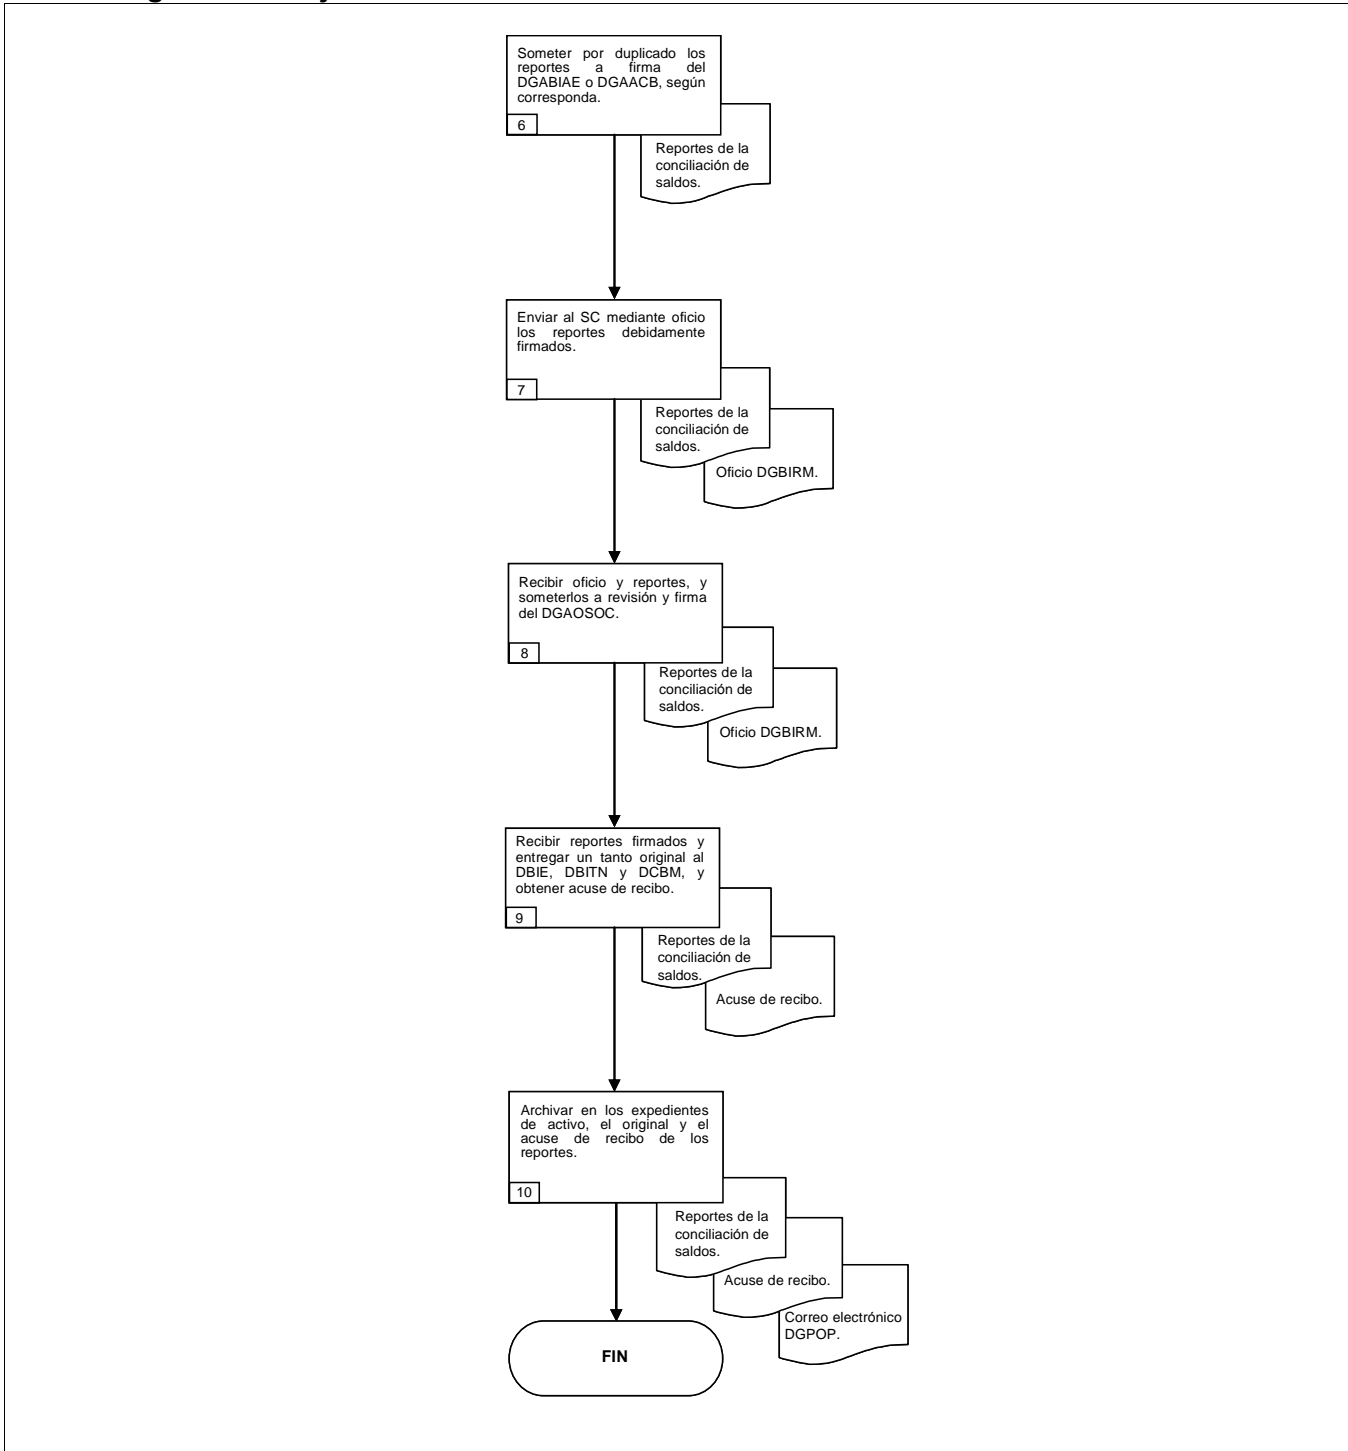 Someter por duplicado los
reportes a firma del
DGABIAE o DGAACB, según
corresponda.
6
Reportes de la
conciliación de
saldos.
Enviar al SC mediante oficio
los reportes debidamente
firmados.
7
Reportes de la
conciliación de
saldos.
Oficio DGBIRM.
Recibir oficio y reportes, y
someterlos a revisión y firma
del DGAOSOC.
8
Reportes de la
conciliación de
saldos.
Oficio DGBIRM.
Recibir reportes firmados y
entregar un tanto original al
DBIE, DBITN y DCBM, y
obtener acuse de recibo.
9
Reportes de la
conciliación de
saldos.
Acuse de recibo.
Archivar en los expedientes
de activo, el original y el
acuse de recibo de los
reportes.
10
Reportes de la
conciliación de
saldos.
Acuse de recibo.
Correo electrónico
DGPOP.
FIN